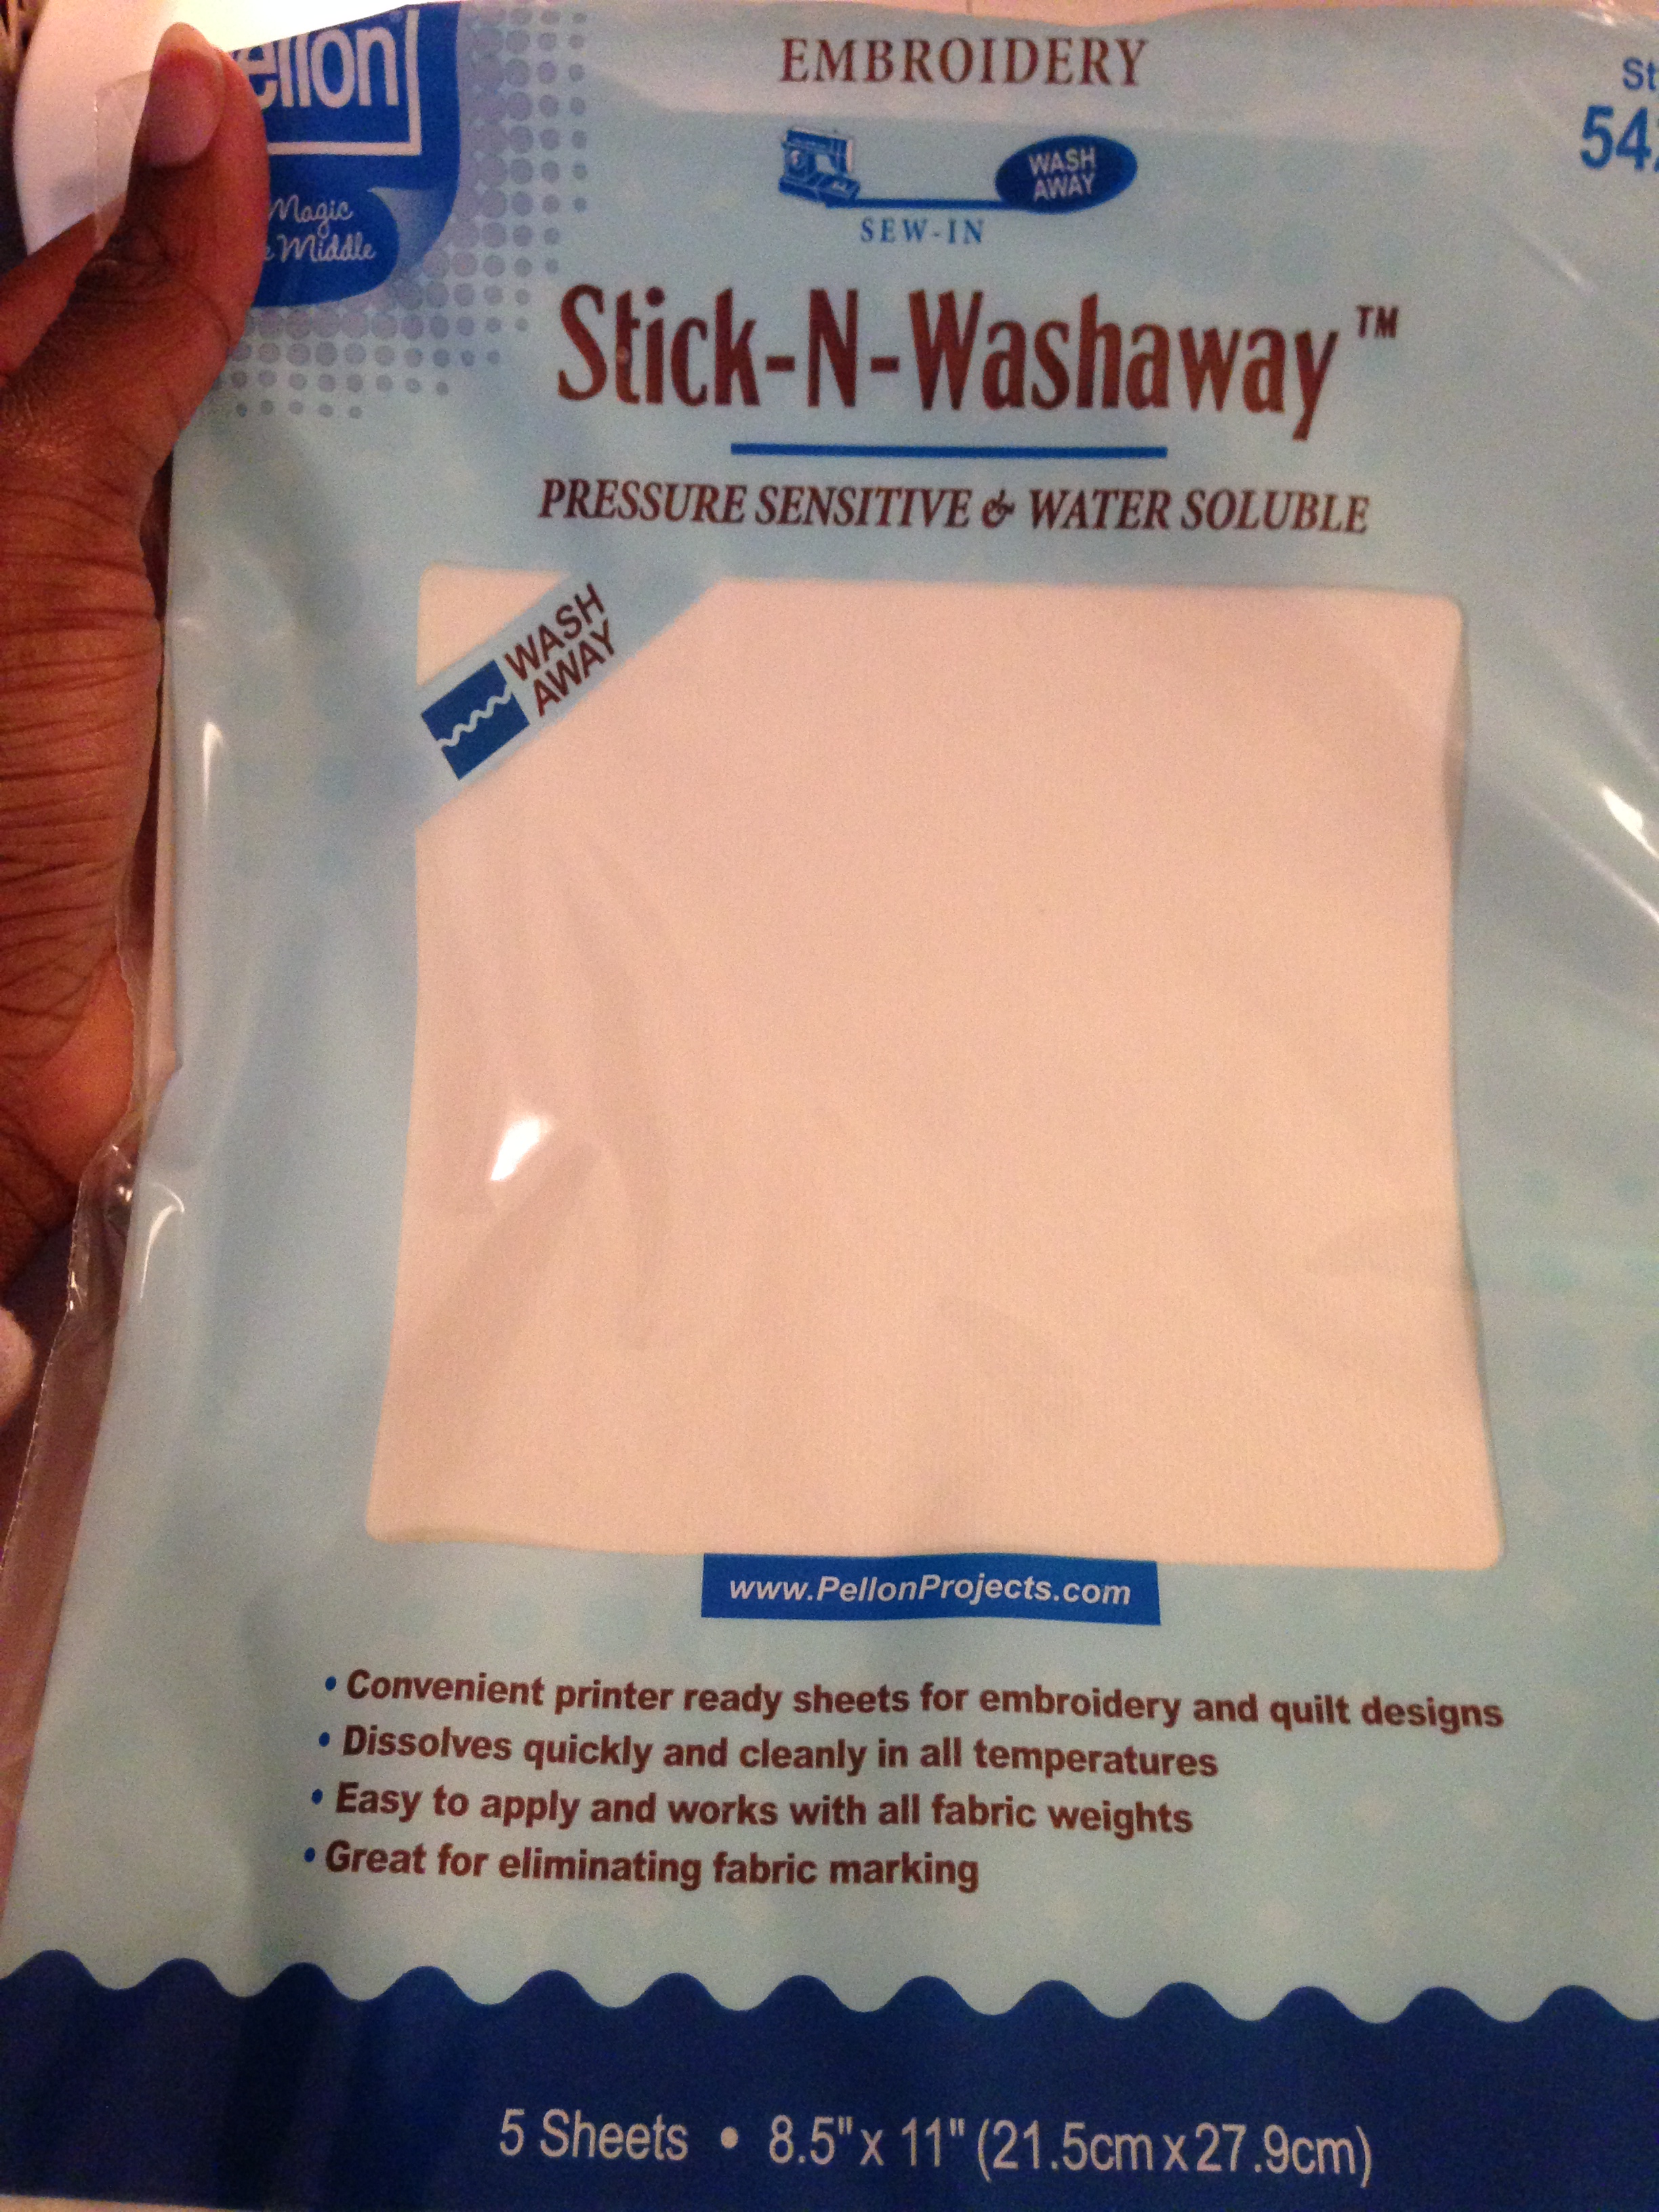 EMBROIDERY
WASH
AWAY
SEW-IN
Magic
Middle
Stick-N-Washaway™
PRESSURE SENSITIVE & WATER SOLUBLE
WASH
AWAY
www.PellonProjects.com
• Convenient printer ready sheets for embroidery and quilt designs
• Dissolves quickly and cleanly in all temperatures
• Easy to apply and works with all fabric weights
• Great for eliminating fabric marking
5 Sheets • 8.5" x 11" (21.5cm x 27.9cm)